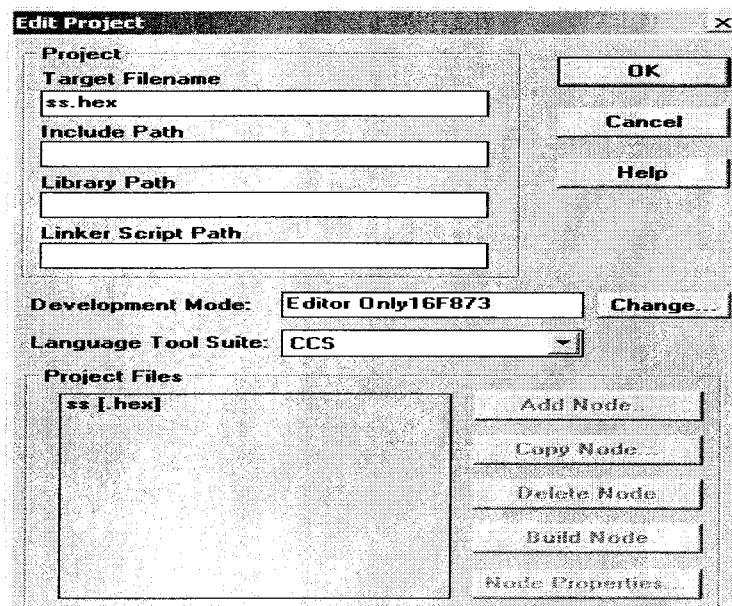 Edit Project
Project
Target Filename
ss.hex
Include Path
Library Path
Linker Script Path
OK
Cancel
Help
Development Mode: Editor Only16F873 Change...
Language Tool Suite: CCS
Project Files
ss [.hex]
Add Node...
Copy Node...
Delete Node
Build Node
Node Properties...